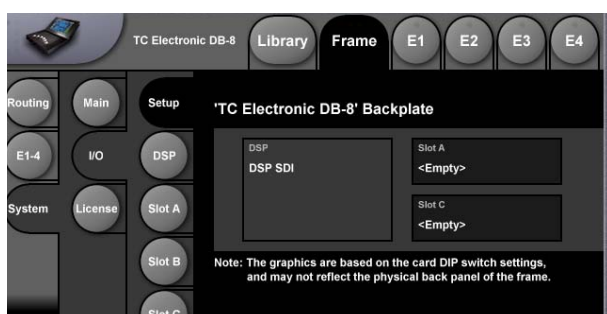 TC Electronic DB-8
Library
Frame
E1
E2
E3
E4
Routing
Main
Setup
'TC Electronic DB-8' Backplate
E1-4
I/O
DSP
DSP
DSP SDI
Slot A
<Empty>
System
License
Slot A
Slot C
<Empty>
Slot B
Note: The graphics are based on the card DIP switch settings,
and may not reflect the physical back panel of the frame.
Slot C